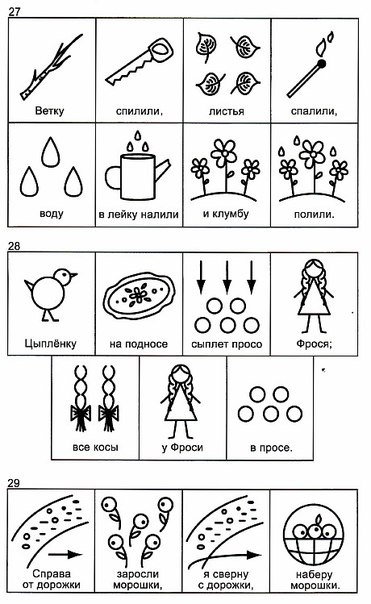 27
Ветку
спилили,
листья
спалили,
воду
в лейку налили
и клумбу
полили.
28
Цыплёнку
на подносе
сыплет просо
Фрося;
все косы
у Фроси
в просе.
29
Справа
от дорожки
заросли
морошки,
я сверну
с дорожки,
наберу
морошки.